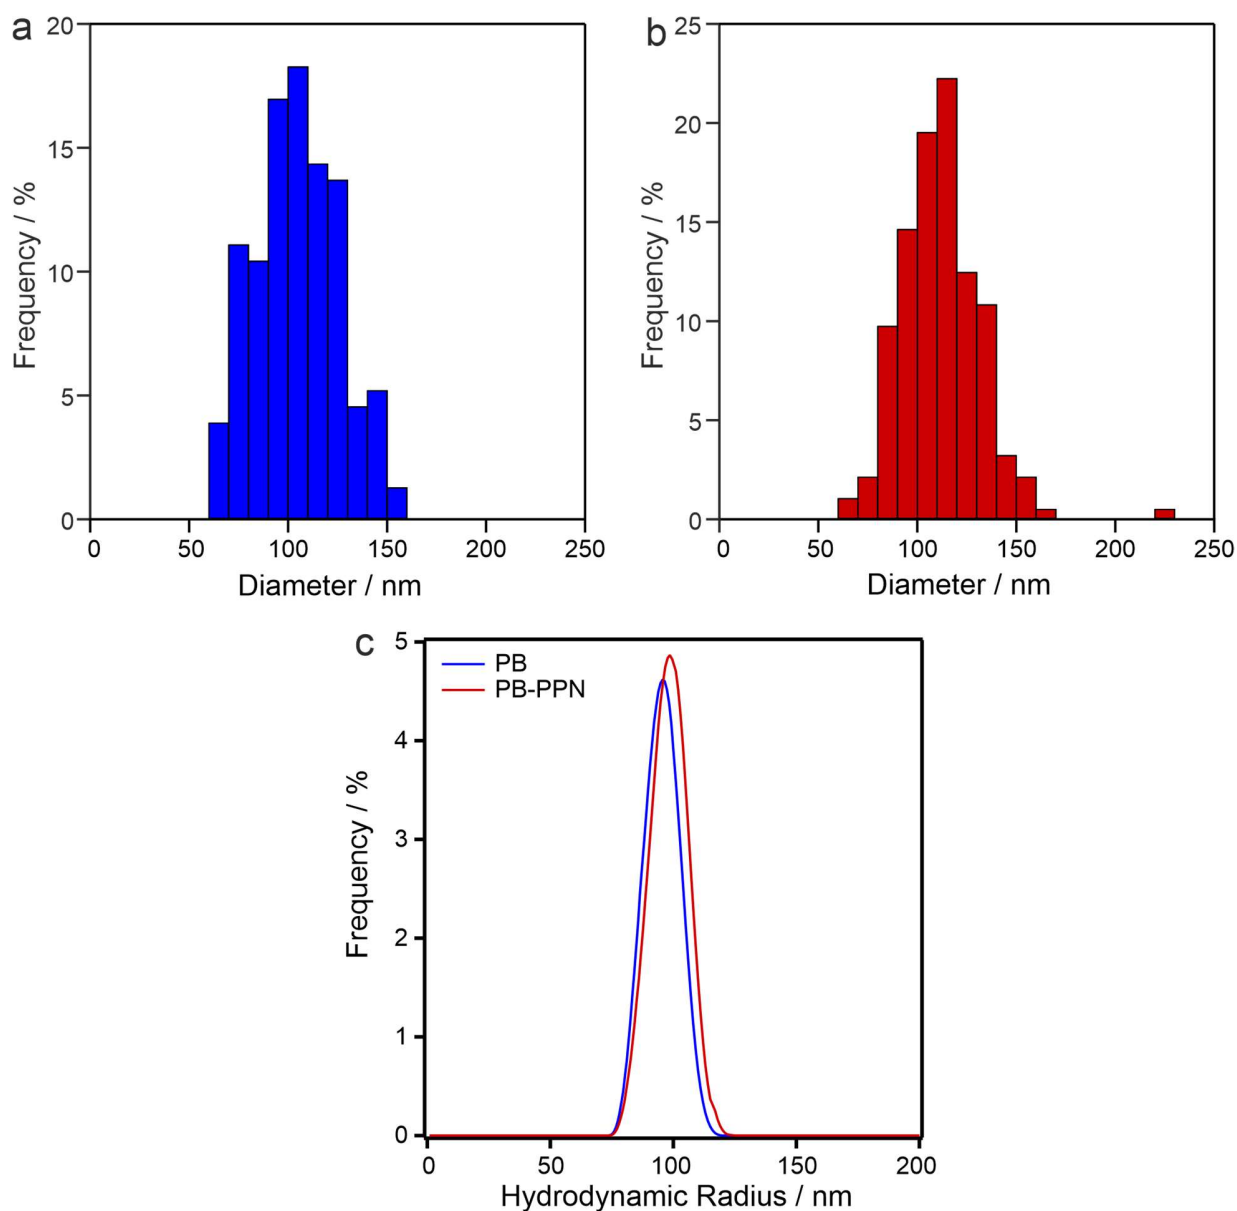 a
20
15
10
5
0
Frequency / %
0 50 100 150 200 250
Diameter / nm
b
25
20
15
10
5
0
Frequency / %
0 50 100 150 200 250
Diameter / nm
c
5
4
3
2
1
0
Frequency / %
PB
PB-PPN
0 50 100 150 200
Hydrodynamic Radius / nm